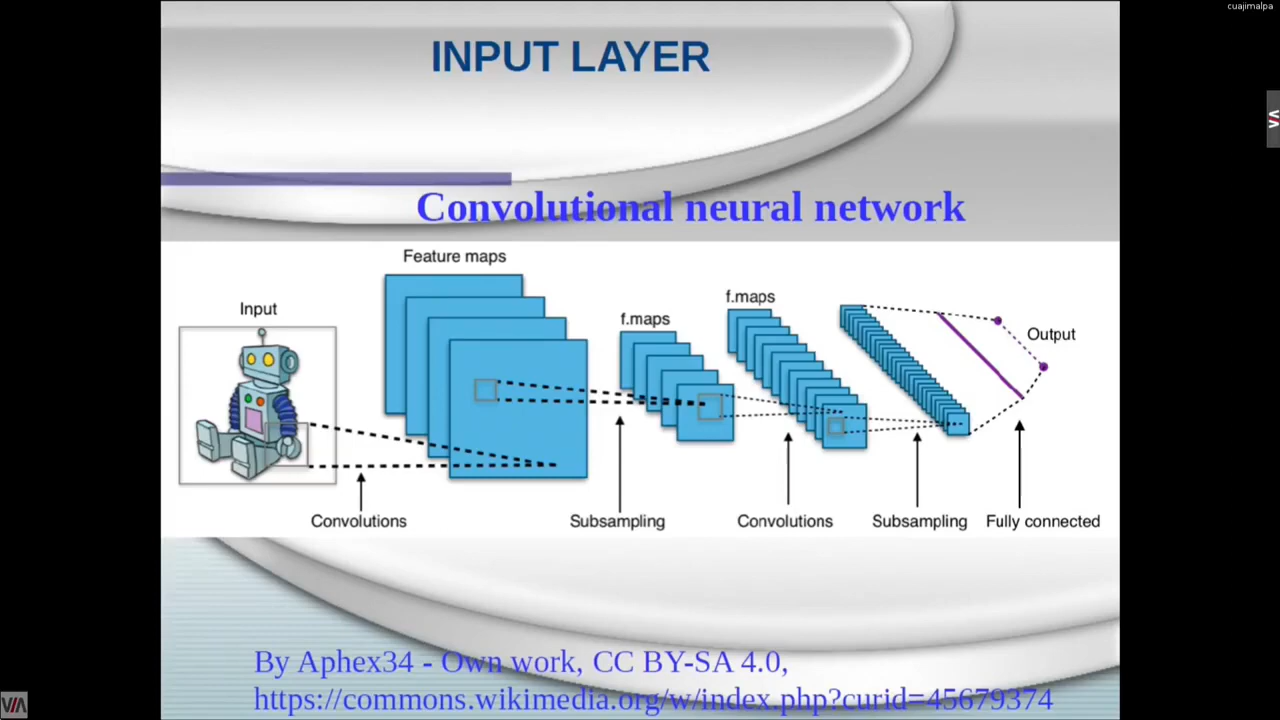 cuajimalpa
INPUT LAYER
Convolutional neural network
Feature maps
f.maps
f.maps
Input
Output
Convolutions
Subsampling
Convolutions
Subsampling
Fully connected
By Aphex34 - Own work, CC BY-SA 4.0,
https://commons.wikimedia.org/w/index.php?curid=45679374
VIA